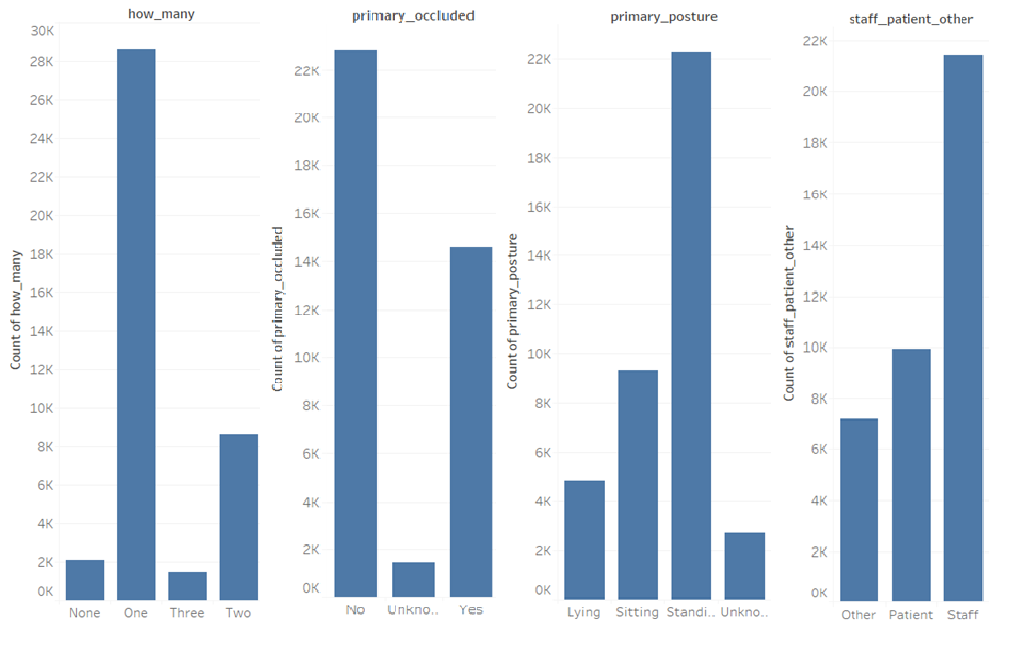 how_many
30K
28K
26K
24K
22K
20K
18K
16K
14K
12K
10K
8K
6K
4K
2K
0K
Count of how_many
None One Three Two
primary_occluded
22K
20K
18K
16K
14K
12K
10K
8K
6K
4K
2K
0K
Count of primary_occluded
No Unkno.. Yes
primary_posture
22K
20K
18K
16K
14K
12K
10K
8K
6K
4K
2K
0K
Count of primary_posture
Lying Sitting Standi.. Unkno..
staff_patient_other
22K
20K
18K
16K
14K
12K
10K
8K
6K
4K
2K
0K
Count of staff_patient_other
Other Patient Staff